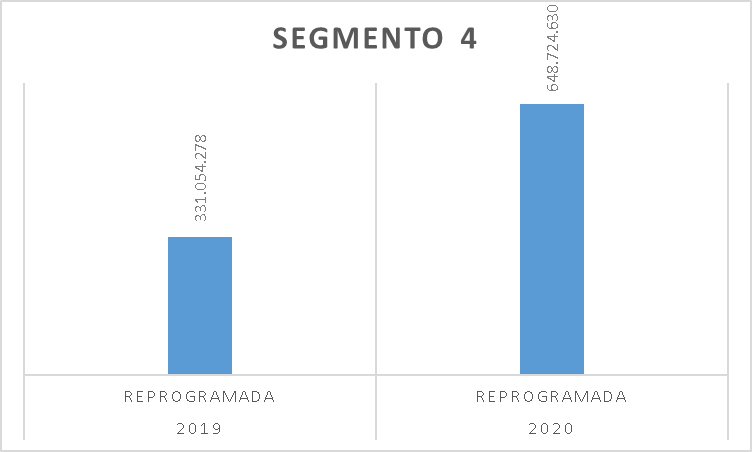 SEGMENTO 4
331.054.278
648.724.630
REPROGRAMADA
REPROGRAMADA
2019
2020